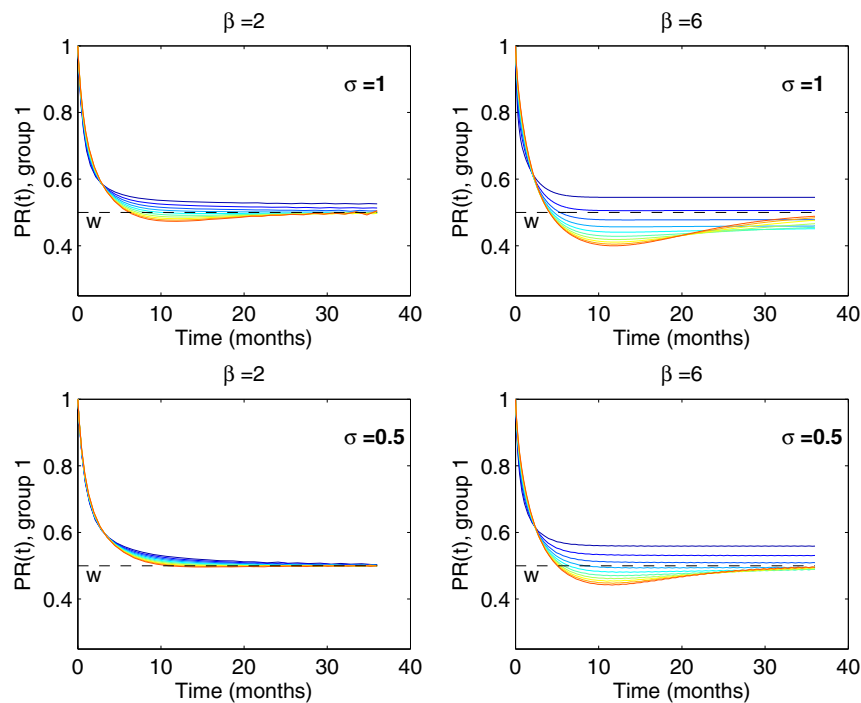 β =2
1
0.8
0.6
0.4
PR(t), group 1
σ =1
w
0 10 20 30 40
Time (months)
β =6
1
0.8
0.6
0.4
PR(t), group 1
σ =1
w
0 10 20 30 40
Time (months)
β =2
1
0.8
0.6
0.4
PR(t), group 1
σ =0.5
w
0 10 20 30 40
Time (months)
β =6
1
0.8
0.6
0.4
PR(t), group 1
σ =0.5
w
0 10 20 30 40
Time (months)